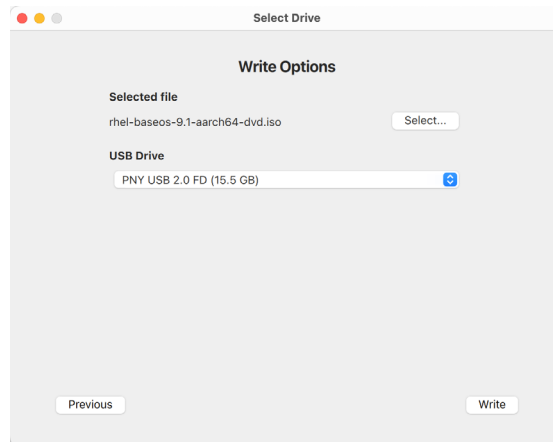 Select Drive
Write Options
Selected file
rhel-baseos-9.1-aarch64-dvd.iso
Select...
USB Drive
PNY USB 2.0 FD (15.5 GB)
Previous
Write